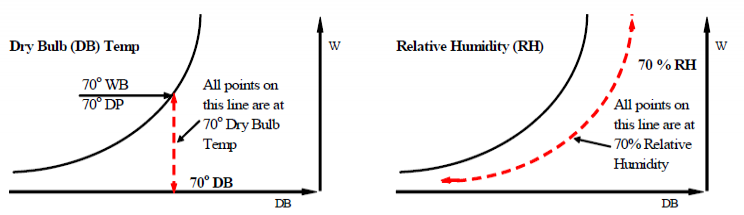 Dry Bulb (DB) Temp
W
70° WB
70° DP
All points on
this line are at
70° Dry Bulb
Temp
70° DB
DB
Relative Humidity (RH)
W
70 % RH
All points on
this line are at
70% Relative
Humidity
DB